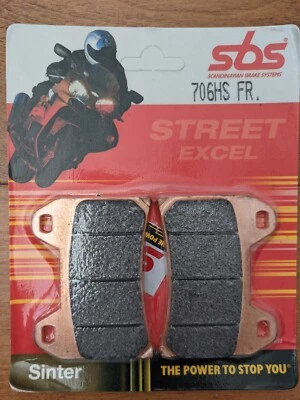 sbs
SCANDINAVIAN BRAKE SYSTEMS
706HS FR.
STREET
EXCEL
Sinter
THE POWER TO STOP YOU